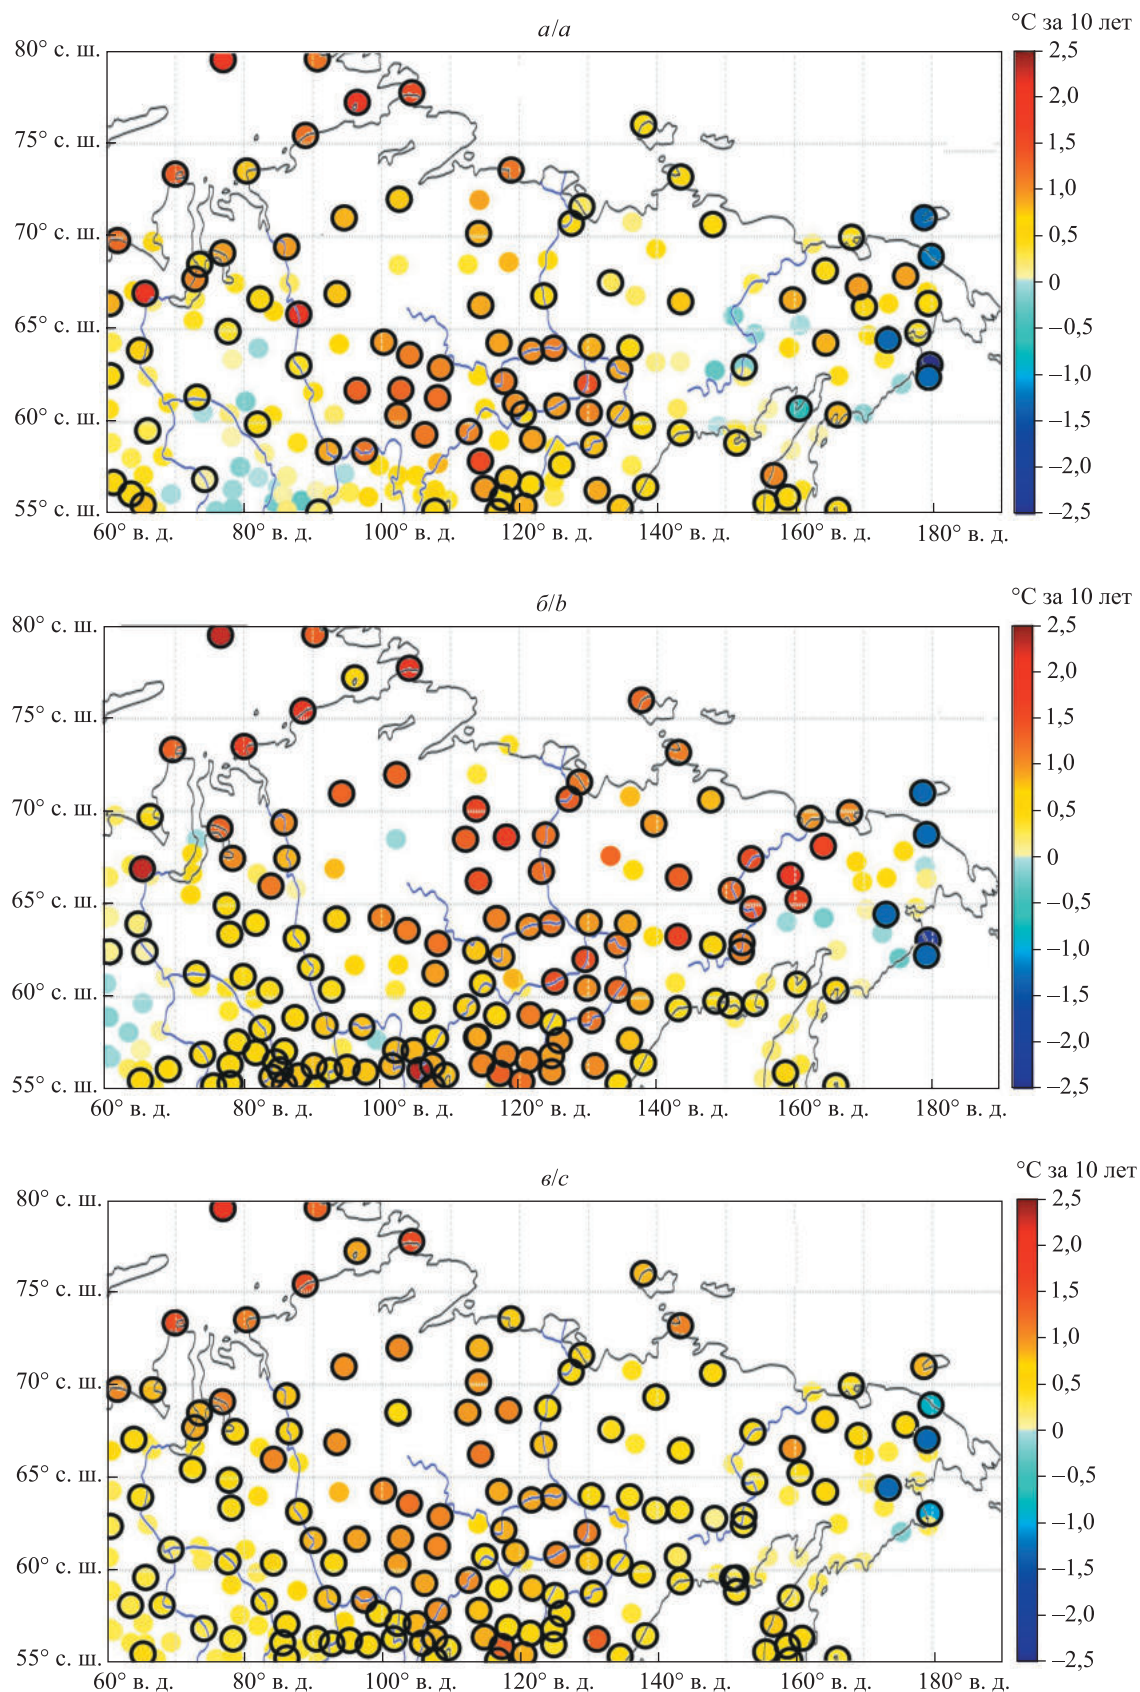 °C за 10 лет
а/a
80° с. ш.
75° с. ш.
70° с. ш.
65° с. ш.
60° с. ш.
55° с. ш.
60° в. д. 80° в. д. 100° в. д. 120° в. д. 140° в. д. 160° в. д. 180° в. д.
2,5
2,0
1,5
1,0
0,5
0
–0,5
–1,0
–1,5
–2,0
–2,5
°C за 10 лет
б/b
80° с. ш.
75° с. ш.
70° с. ш.
65° с. ш.
60° с. ш.
55° с. ш.
60° в. д. 80° в. д. 100° в. д. 120° в. д. 140° в. д. 160° в. д. 180° в. д.
2,5
2,0
1,5
1,0
0,5
0
–0,5
–1,0
–1,5
–2,0
–2,5
°C за 10 лет
в/c
80° с. ш.
75° с. ш.
70° с. ш.
65° с. ш.
60° с. ш.
55° с. ш.
60° в. д. 80° в. д. 100° в. д. 120° в. д. 140° в. д. 160° в. д. 180° в. д.
2,5
2,0
1,5
1,0
0,5
0
–0,5
–1,0
–1,5
–2,0
–2,5